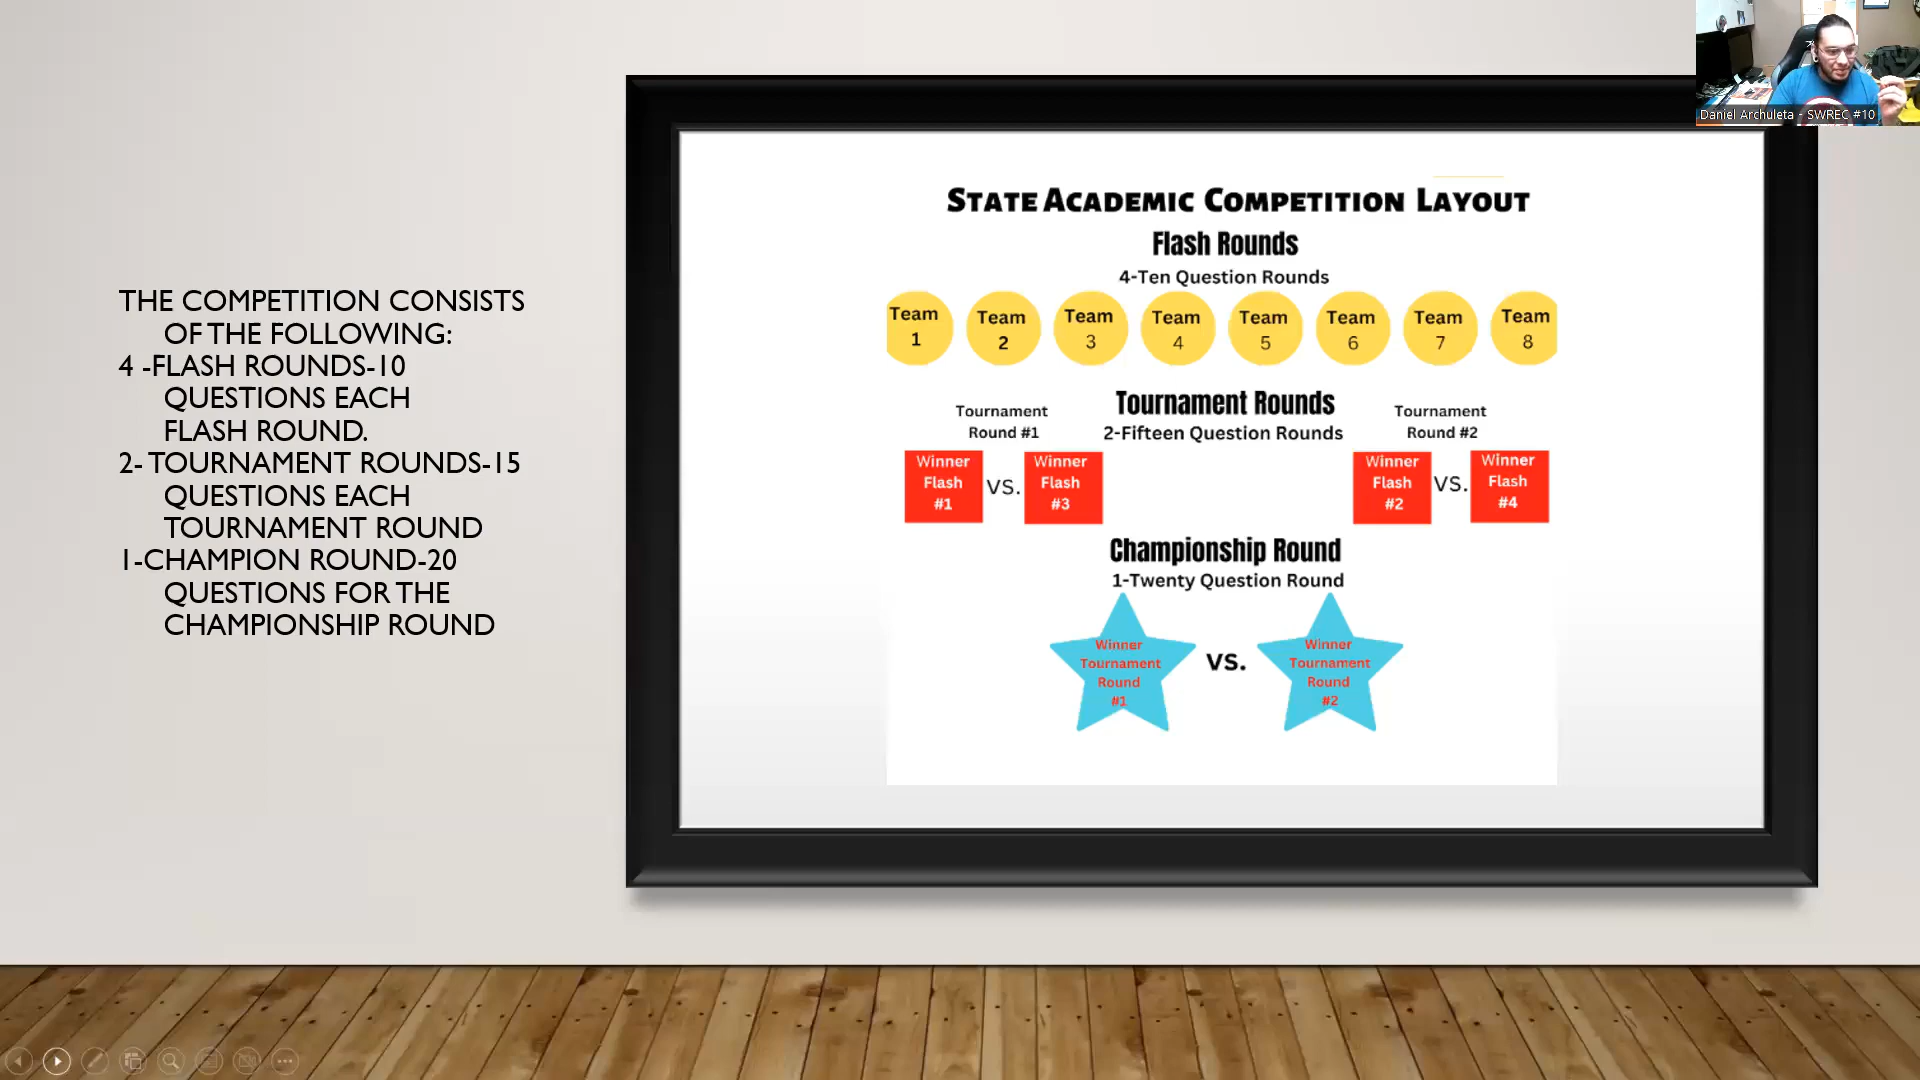 Daniel Archuleta - SWREC #10
THE COMPETITION CONSISTS
OF THE FOLLOWING:
4 -FLASH ROUNDS-10
QUESTIONS EACH
FLASH ROUND.
2- TOURNAMENT ROUNDS-15
QUESTIONS EACH
TOURNAMENT ROUND
1-CHAMPION ROUND-20
QUESTIONS FOR THE
CHAMPIONSHIP ROUND
STATE ACADEMIC COMPETITION LAYOUT
Flash Rounds
4-Ten Question Rounds
Team 1
Team 2
Team 3
Team 4
Team 5
Team 6
Team 7
Team 8
Tournament Rounds
2-Fifteen Question Rounds
Tournament
Round #1
Winner
Flash
#1
VS.
Winner
Flash
#3
Tournament
Round #2
Winner
Flash
#2
VS.
Winner
Flash
#4
Championship Round
1-Twenty Question Round
Winner
Tournament
Round
#1
VS.
Winner
Tournament
Round
#2